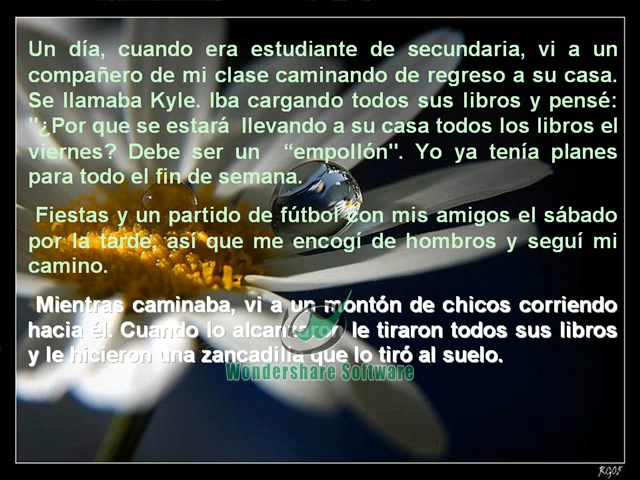 Un día, cuando era estudiante de secundaria, vi a un
compañero de mi clase caminando de regreso a su casa.
Se llamaba Kyle. Iba cargando todos sus libros y pensé:
"¿Por que se estará  llevando a su casa todos los libros el
viernes? Debe ser un  “empollón". Yo ya tenía planes
para todo el fin de semana.
Fiestas y un partido de fútbol con mis amigos el sábado
por la tarde, así que me encogí de hombros y seguí mi
camino.
Mientras caminaba, vi a un montón de chicos corriendo
hacia él. Cuando lo alcanzaron le tiraron todos sus libros
y le hicieron una zancadilla que lo tiró al suelo.
Wondershare Software
RG05